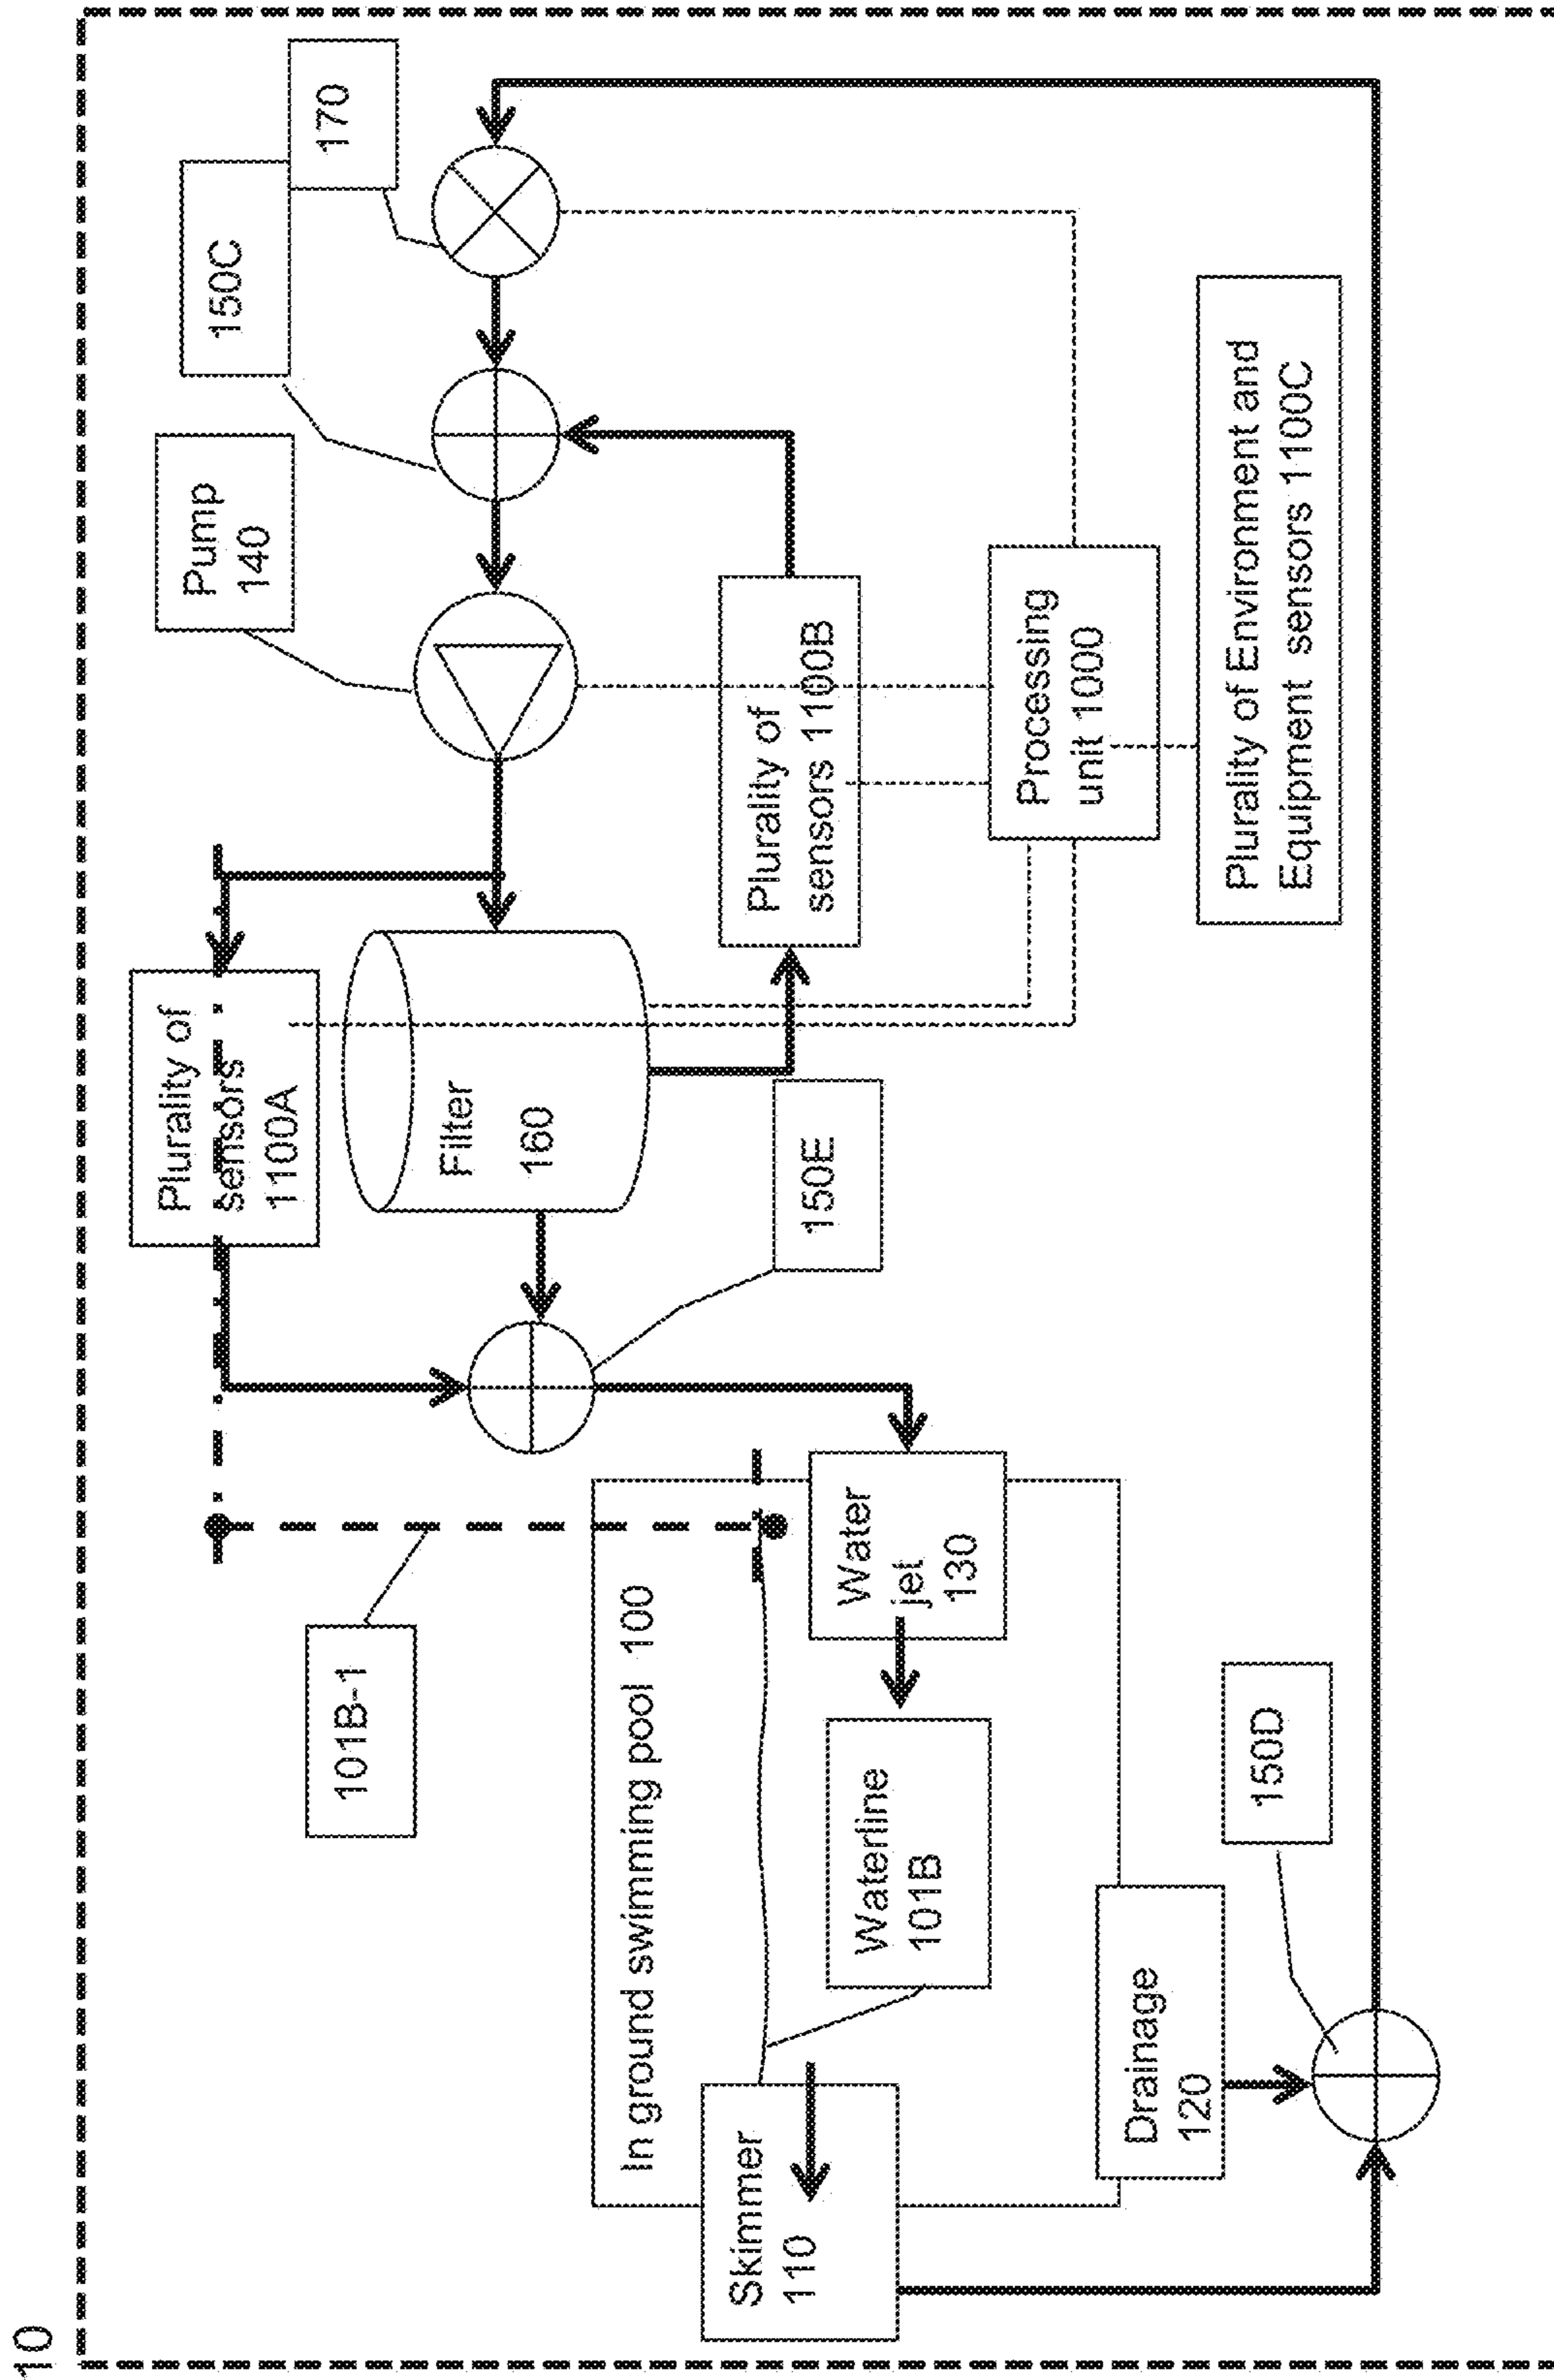 10
170
150C
Pump
140
Plurality of
sensors
1100A
Filter
160
Plurality of
sensors 1100B
Processing
unit 1000
Plurality of Environment and
Equipment sensors 1100C
150E
101B-1
In ground swimming pool 100
Water
jet
130
Waterline
101B
Skimmer
110
Drainage
120
150D